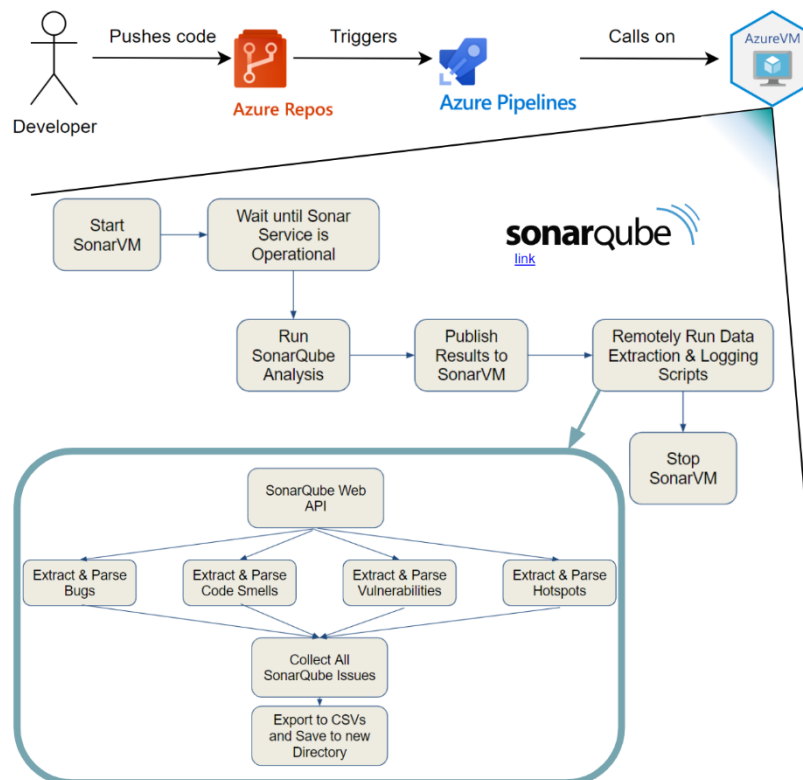 Pushes code
Triggers
Calls on
AzureVM
Developer
Azure Repos
Azure Pipelines
Start
SonarVM
Wait until Sonar
Service is
Operational
sonarqube
link
Run
SonarQube
Analysis
Publish
Results to
SonarVM
Remotely Run Data
Extraction & Logging
Scripts
Stop
SonarVM
SonarQube Web
API
Extract & Parse
Bugs
Extract & Parse
Code Smells
Extract & Parse
Vulnerabilities
Extract & Parse
Hotspots
Collect All
SonarQube Issues
Export to CSVs
and Save to new
Directory